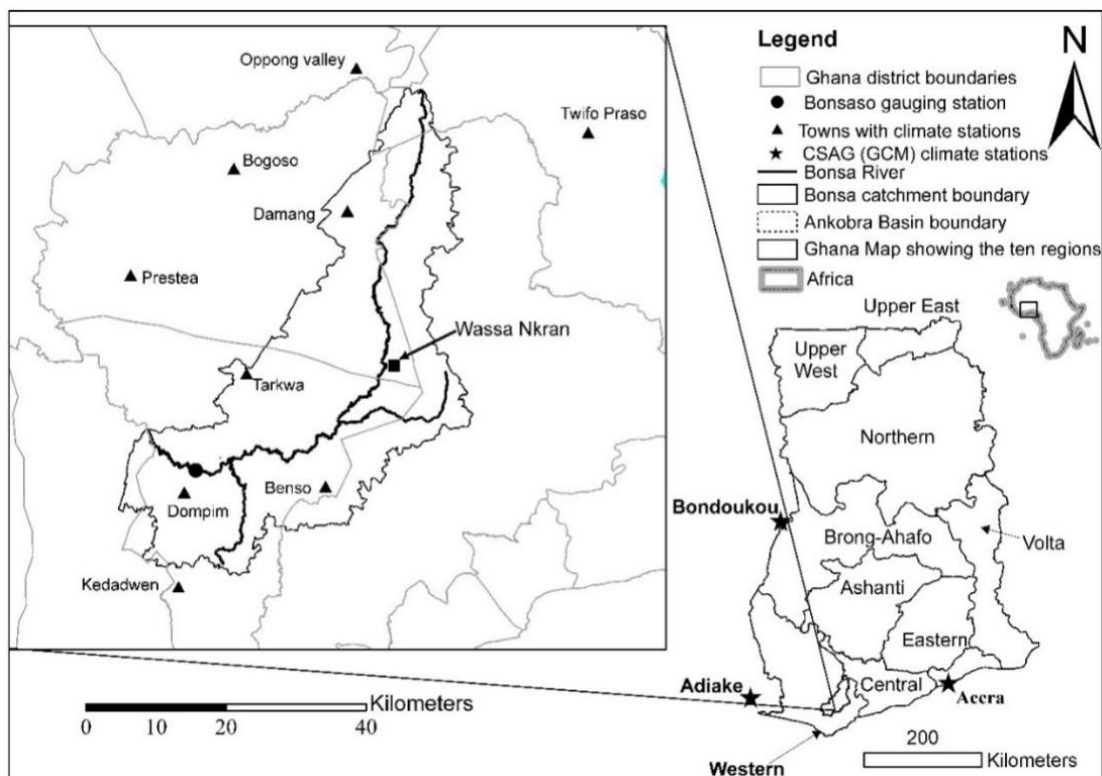 Oppong valley
Twifo Praso
Bogoso
Damang
Prestea
Wassa Nkran
Tarkwa
Benso
Dompim
Kedadwen
Kilometers
0 10 20 40
Legend
Ghana district boundaries
Bonsaso gauging station
Towns with climate stations
CSAG (GCM) climate stations
Bonsa River
Bonsa catchment boundary
Ankobra Basin boundary
Ghana Map showing the ten regions
Africa
N
Upper East
Upper
West
Northern
Bondoukou
Brong-Ahafo
Volta
Ashanti
Eastern
Adiake
Central
Accra
Western
200
Kilometers